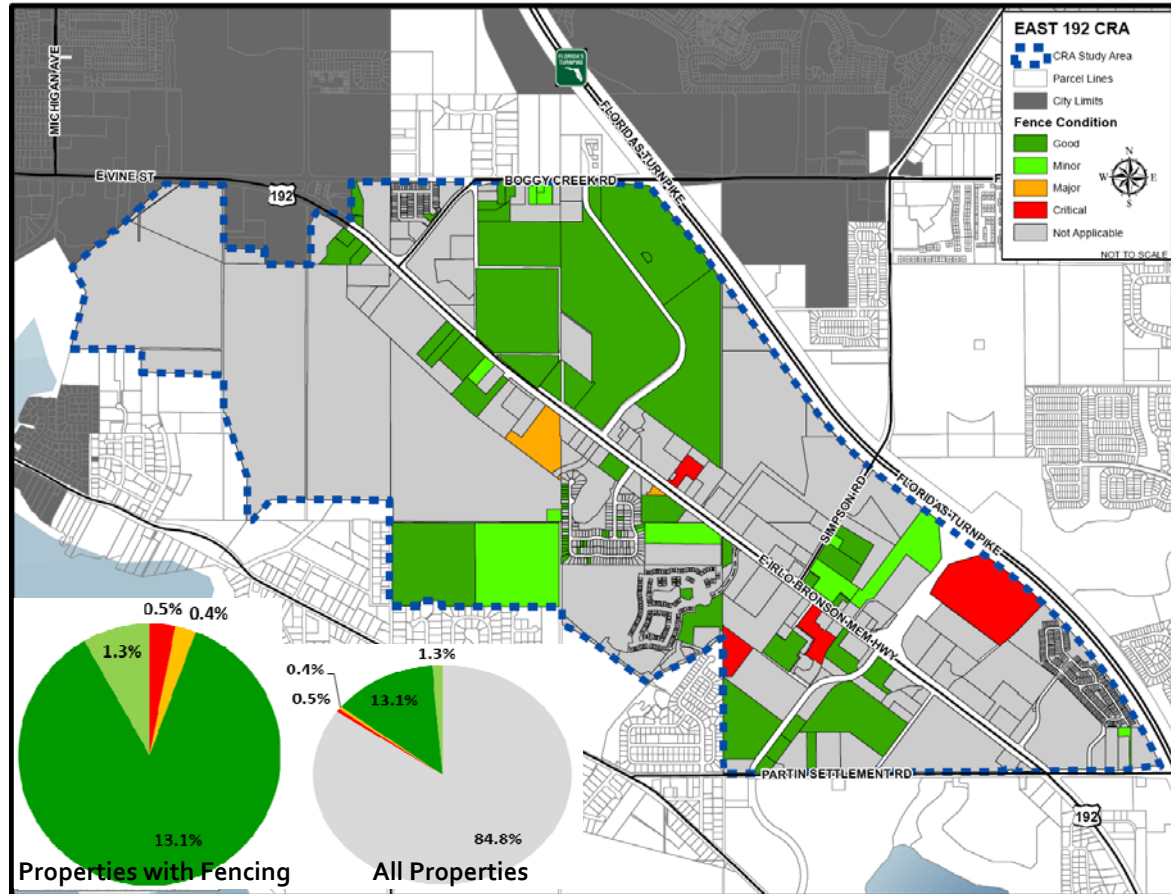 EAST 192 CRA
CRA Study Area
Parcel Lines
City Limits
Fence Condition
Good
Minor
Major
Critical
Not Applicable
NOT TO SCALE
N
W E
S
MICHIGAN AVE
E VINE ST
192
FLORIDA'S
TURNPIKE
FLORIDAS TURNPIKE
BOGGY CREEK RD
F
SIMPSON RD
FLORIDAS TURNPIKE
E IRLO BRONSON MEM HWY
PARTIN SETTLEMENT RD
192
0.5%
0.4%
1.3%
13.1%
Properties with Fencing
1.3%
0.4%
0.5%
13.1%
84.8%
All Properties